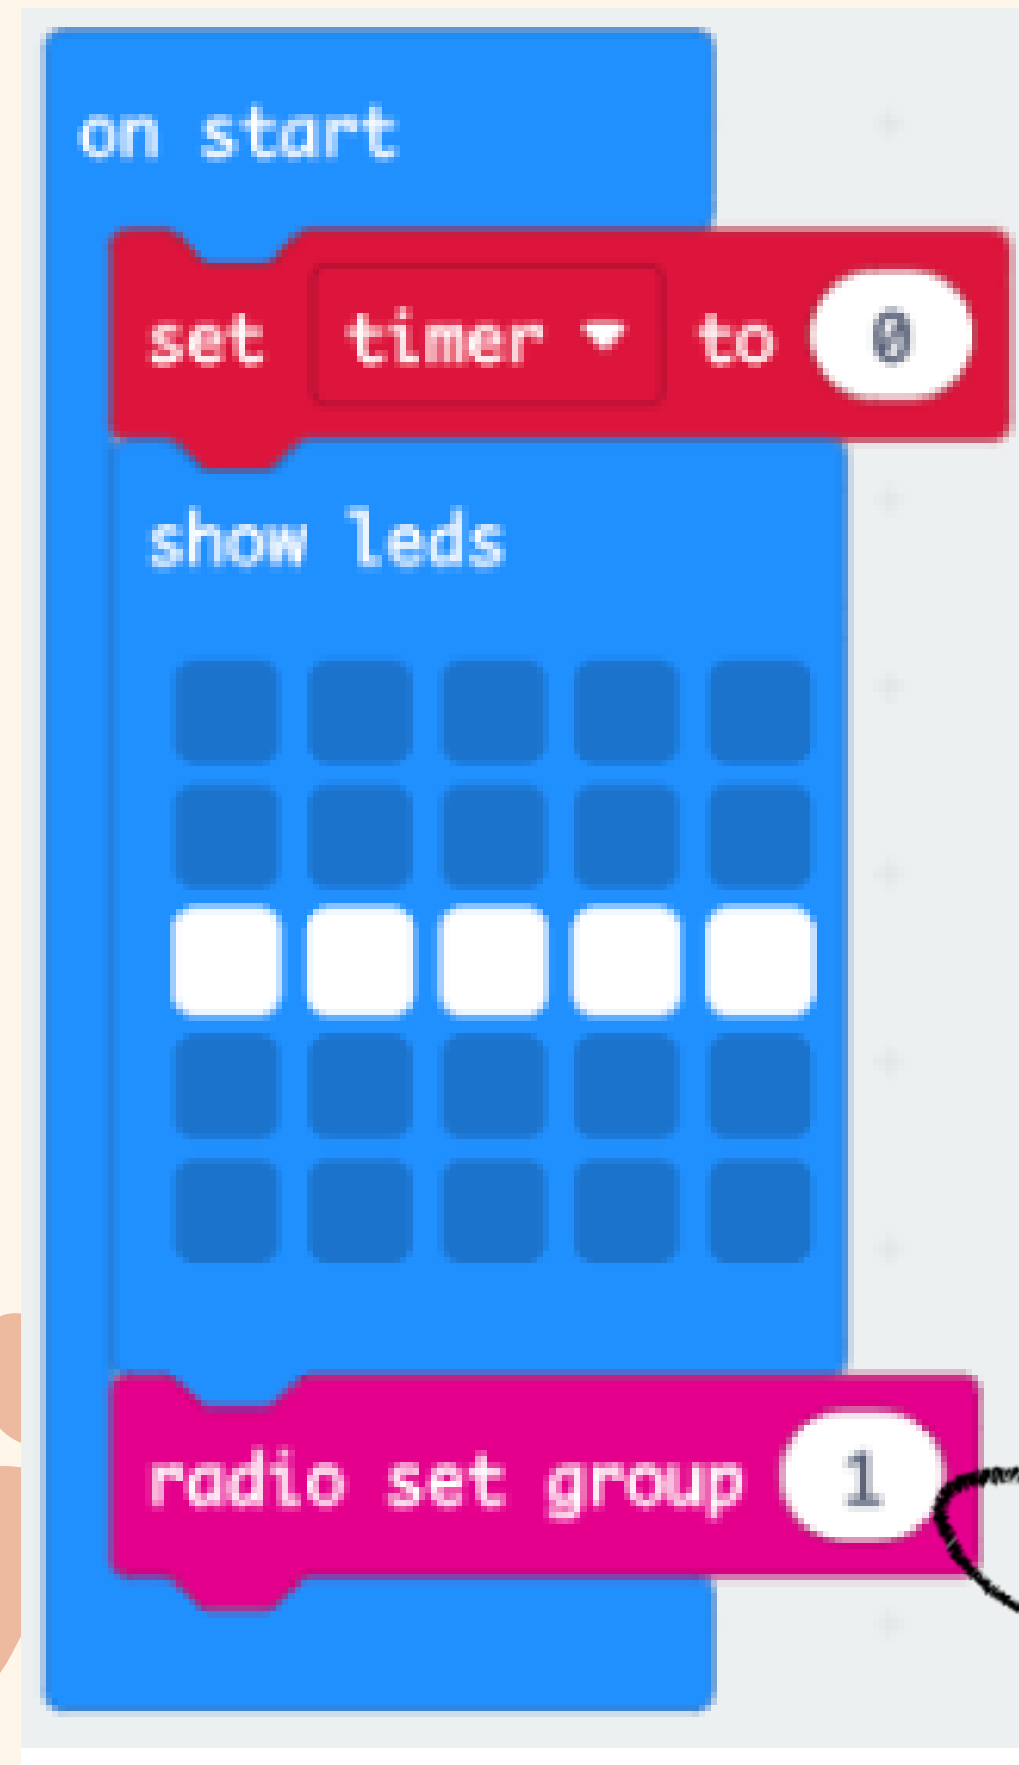 on start
set timer to 0
show leds
radio set group 1